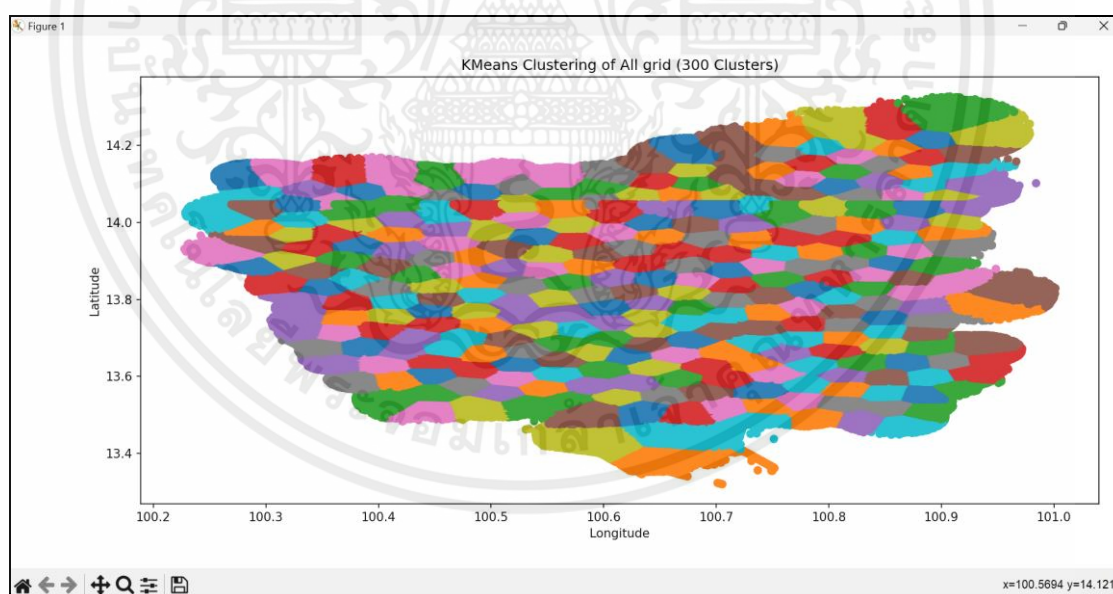 Figure 1
KMeans Clustering of All grid (300 Clusters)
14.2
14.0
13.8
13.6
13.4
Latitude
100.2 100.3 100.4 100.5 100.6 100.7 100.8 100.9 101.0
Longitude
x=100.5694 y=14.121